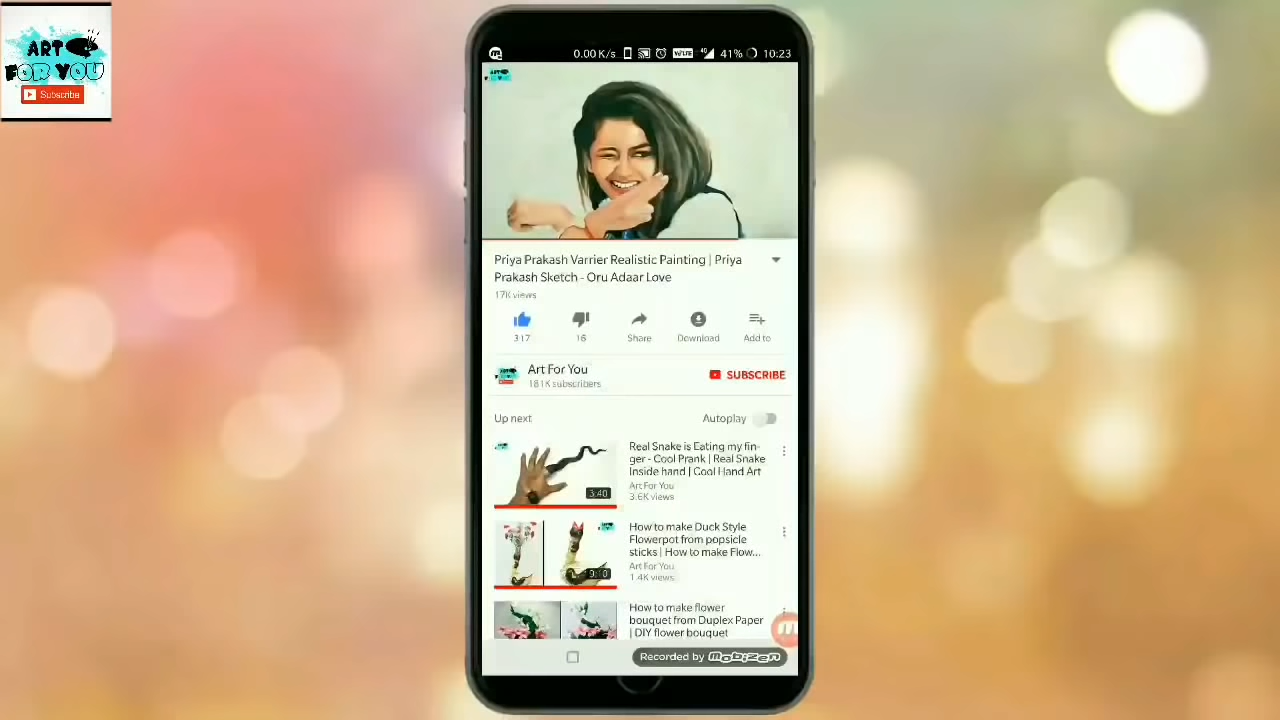 ART
FOR YOU
Subscribe
0.00 K/s
VoLTE
4G
41%
10:23
Priya Prakash Varrier Realistic Painting | Priya
Prakash Sketch - Oru Adaar Love
17K views
317
16
Share
Download
Add to
Art For You
181K subscribers
SUBSCRIBE
Up next
Autoplay
Real Snake is Eating my fin-
ger - Cool Prank | Real Snake
Inside hand | Cool Hand Art
Art For You
3.6K views
3:40
How to make Duck Style
Flowerpot from popsicle
sticks | How to make Flow...
Art For You
1.4K views
9:10
How to make flower
bouquet from Duplex Paper
| DIY flower bouquet
Recorded by Mobizen